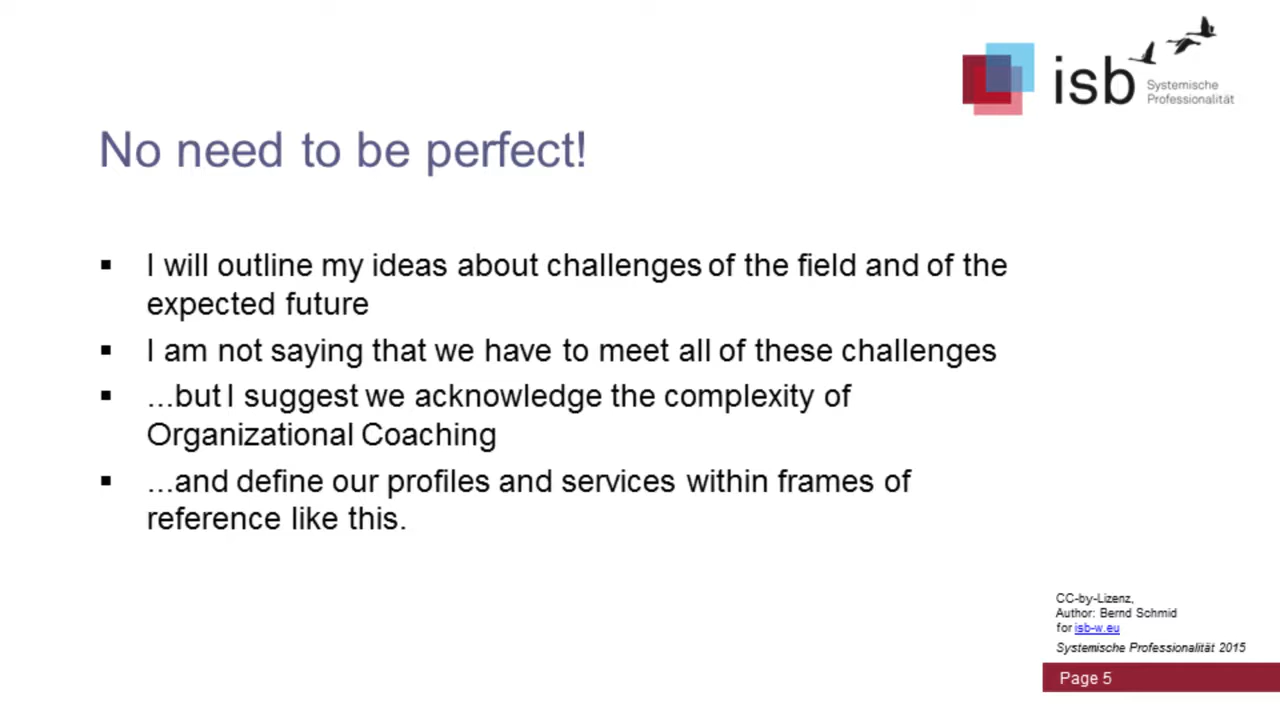 isb
Systemische
Professionalität
No need to be perfect!
▪ I will outline my ideas about challenges of the field and of the
expected future
▪ I am not saying that we have to meet all of these challenges
▪ ...but I suggest we acknowledge the complexity of
Organizational Coaching
▪ ...and define our profiles and services within frames of
reference like this.
CC-by-Lizenz,
Author: Bernd Schmid
for isb-w.eu
Systemische Professionalität 2015
Page 5